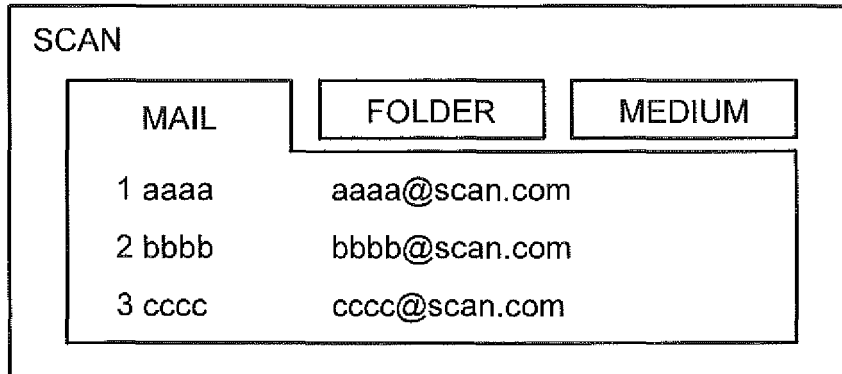 SCAN
MAIL FOLDER MEDIUM
1 aaaa aaaa@scan.com
2 bbbb bbbb@scan.com
3 cccc cccc@scan.com